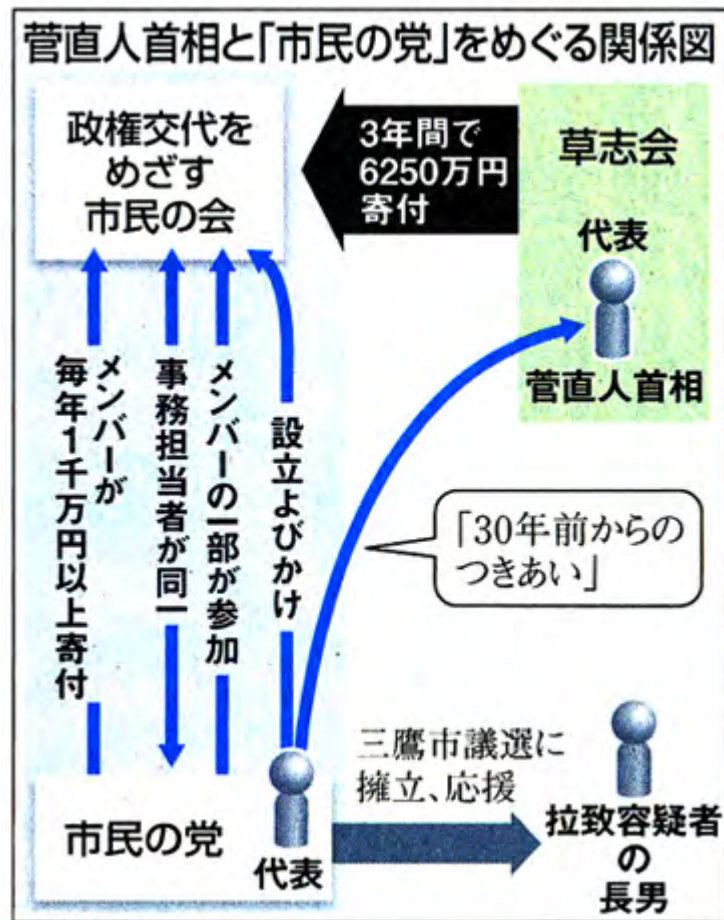 菅直人首相と「市民の党」をめぐる関係図
政権交代を
めざす
市民の会
3年間で
6250万円
寄付
草志会
代表
菅直人首相
メンバーが
毎年1千万円以上寄付
事務担当者が同一
メンバーの一部が参加
設立よびかけ
「30年前からの
つきあい」
市民の党
代表
三鷹市議選に
擁立、応援
拉致容疑者
の
長男